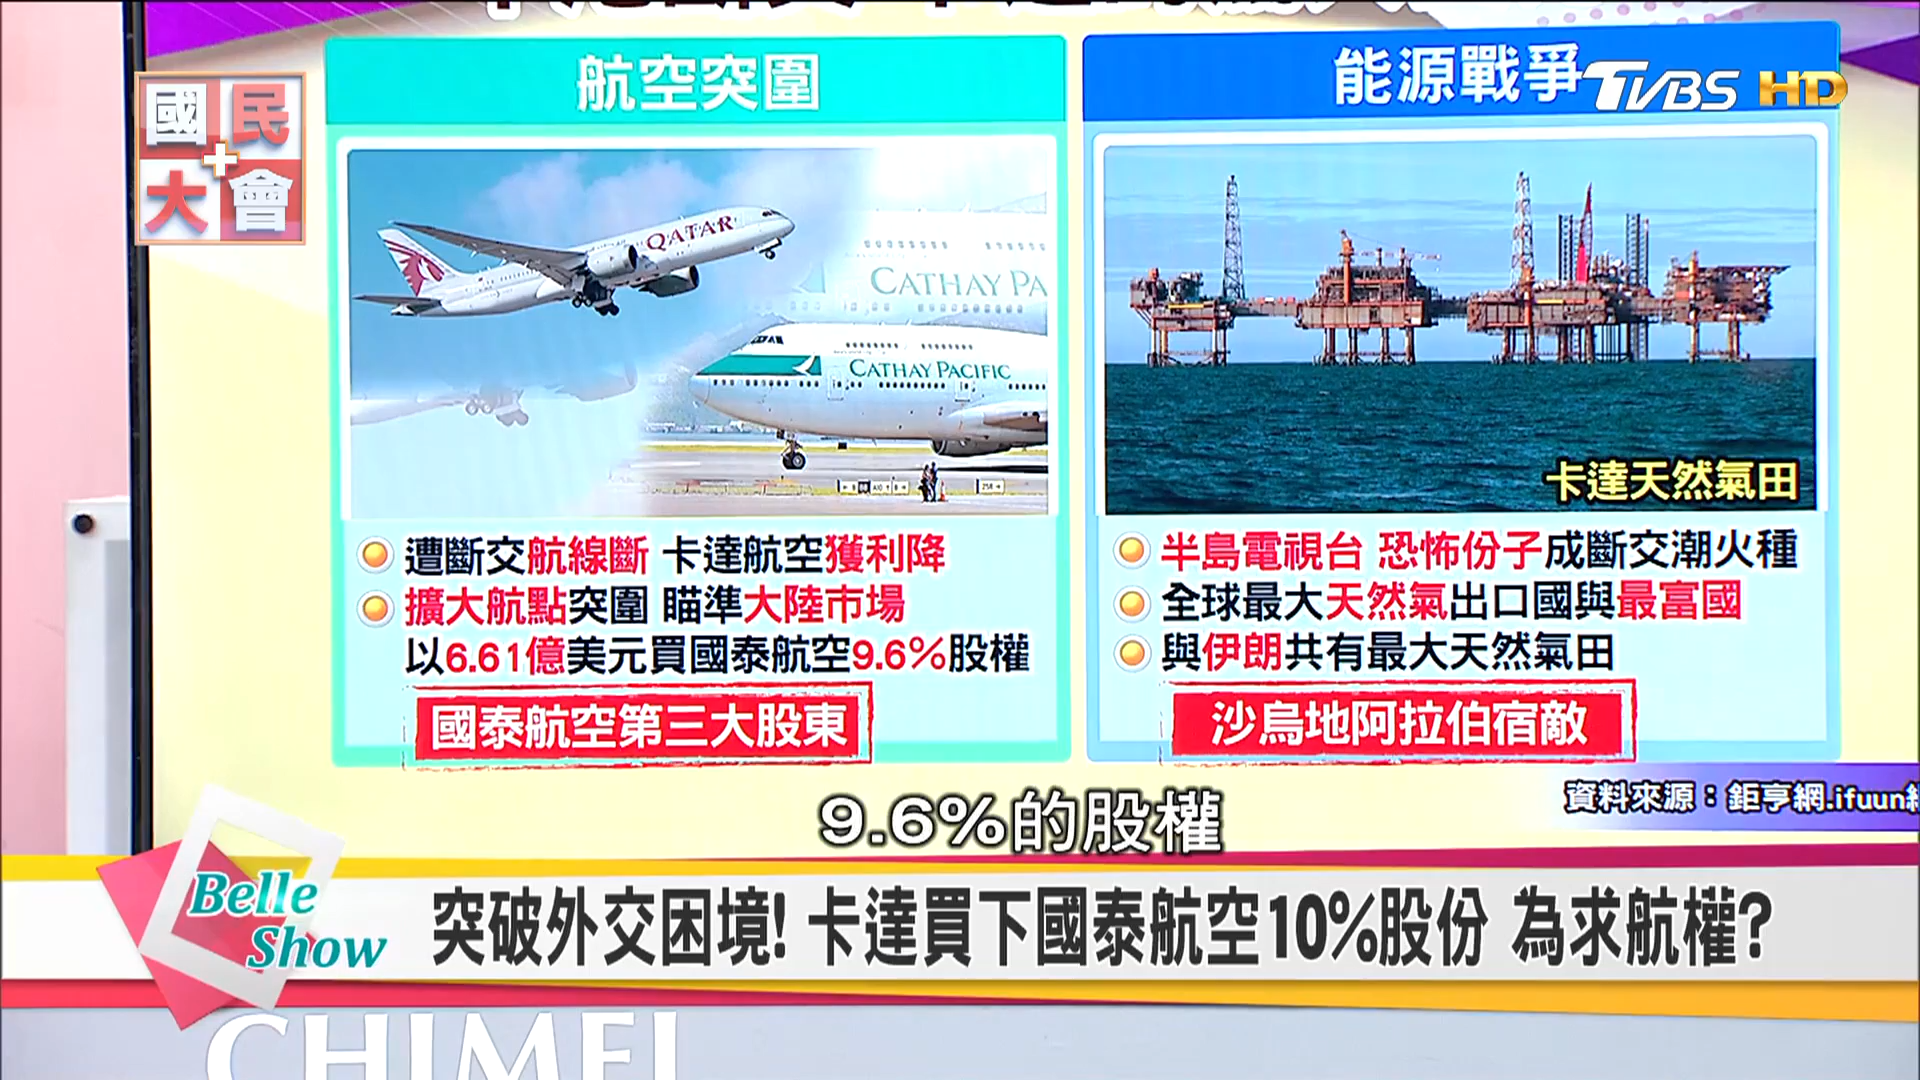 航空突圍
能源戰爭
TVBS HD
國民
大會
QATAR
CATHAY PA
CATHAY PACIFIC
卡達天然氣田
遭斷交航線斷 卡達航空獲利降
擴大航點突圍 瞄準大陸市場
以6.61億美元買國泰航空9.6%股權
國泰航空第三大股東
半島電視台 恐怖份子成斷交潮火種
全球最大天然氣出口國與最富國
與伊朗共有最大天然氣田
沙烏地阿拉伯宿敵
資料來源：鉅亨網.ifuun
9.6%的股權
Belle
Show
突破外交困境! 卡達買下國泰航空10%股份 為求航權?
CHIMEI